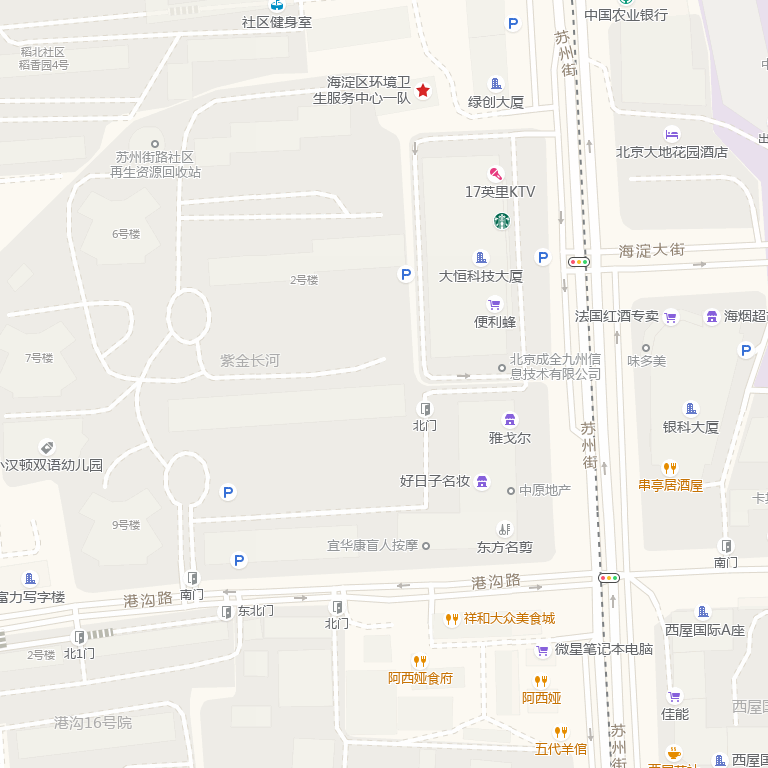 社区健身室
中国农业银行
P
苏州街
稻北社区
稻香园4号
海淀区环境卫
生服务中心一队
绿创大厦
苏州街路社区
再生资源回收站
北京大地花园酒店
17英里KTV
6号楼
海淀大街
P
2号楼
P
大恒科技大厦
法国红酒专卖
海烟超
便利蜂
P
7号楼
紫金长河
北京成全九州信
息技术有限公司
味多美
北门
雅戈尔
银科大厦
苏州街
小汉顿双语幼儿园
好日子名妆
中原地产
串亭居酒屋
P
9号楼
东方名剪
宜华康盲人按摩
P
南门
富力写字楼
南门
港沟路
港沟路
东北门
北门
祥和大众美食城
西屋国际A座
北1门
2号楼
微星笔记本电脑
阿西娅食府
阿西娅
佳能
西屋国
港沟16号院
苏州街
五代羊倌
西屋国